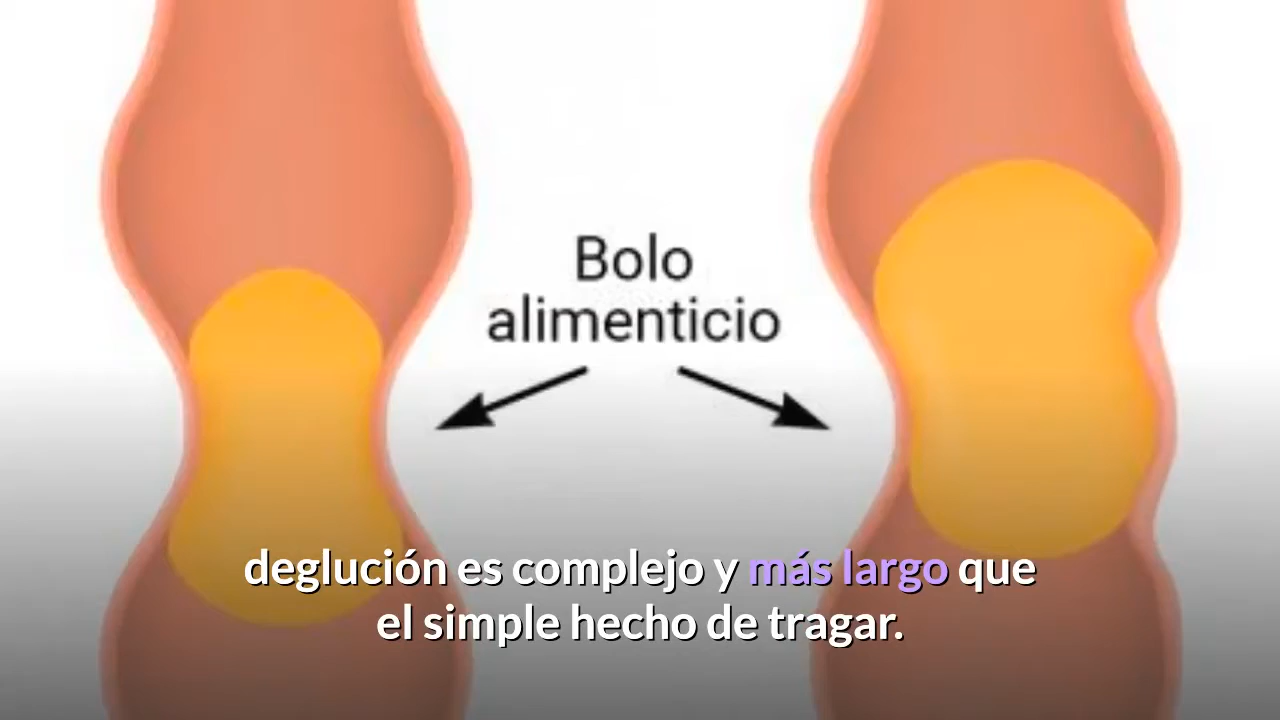 Bolo
alimenticio
deglución es complejo y más largo que
el simple hecho de tragar.